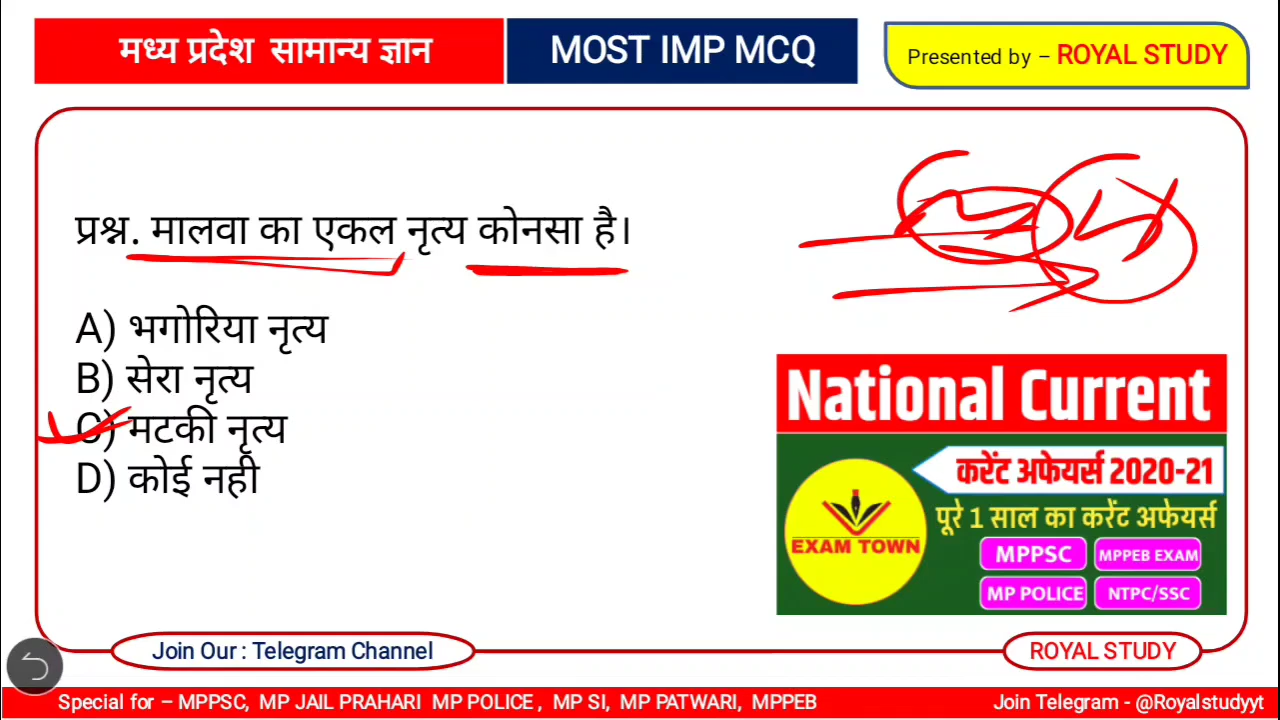 मध्य प्रदेश सामान्य ज्ञान
MOST IMP MCQ
Presented by – ROYAL STUDY
प्रश्न. मालवा का एकल नृत्य कोनसा है।
A) भगोरिया नृत्य
B) सेरा नृत्य
C) मटकी नृत्य
D) कोई नही
National Current
करेंट अफेयर्स 2020-21
पूरे 1 साल का करेंट अफेयर्स
EXAM TOWN
MPPSC
MPPEB EXAM
MP POLICE
NTPC/SSC
Join Our : Telegram Channel
ROYAL STUDY
Special for – MPPSC, MP JAIL PRAHARI MP POLICE , MP SI, MP PATWARI, MPPEB
Join Telegram - @Royalstudyyt